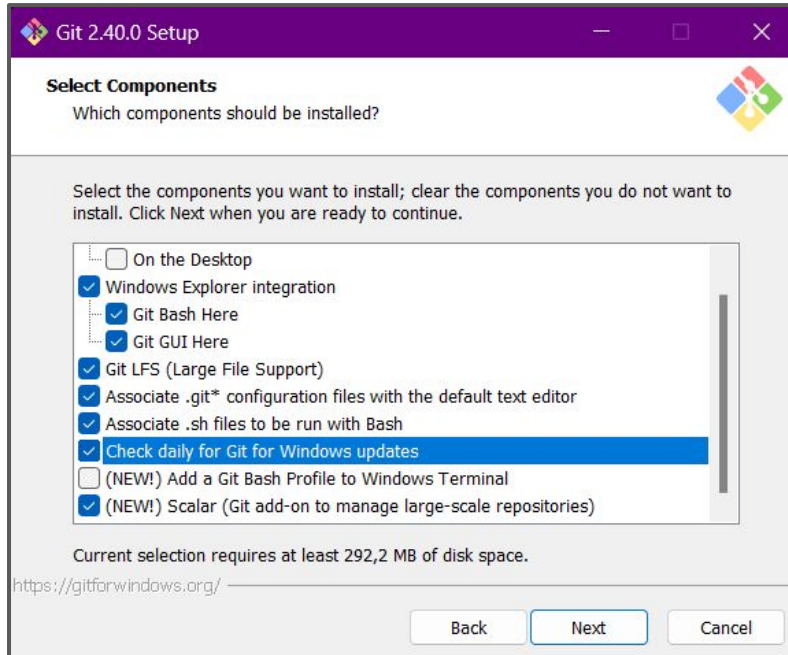 Git 2.40.0 Setup
Select Components
Which components should be installed?
Select the components you want to install; clear the components you do not want to
install. Click Next when you are ready to continue.
On the Desktop
Windows Explorer integration
Git Bash Here
Git GUI Here
Git LFS (Large File Support)
Associate .git* configuration files with the default text editor
Associate .sh files to be run with Bash
Check daily for Git for Windows updates
(NEW!) Add a Git Bash Profile to Windows Terminal
(NEW!) Scalar (Git add-on to manage large-scale repositories)
Current selection requires at least 292,2 MB of disk space.
https://gitforwindows.org/
Back Next Cancel